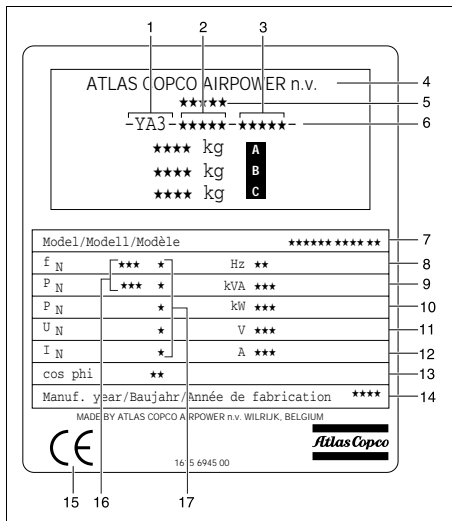 1 2 3
ATLAS COPCO AIRPOWER n.v. 4
***** 5
-YA3-*****-*****- 6
**** kg A
**** kg B
**** kg C
Model/Modell/Modèle ****** **** ** 7
f N *** * Hz ** 8
P N *** * kVA *** 9
P N * kW *** 10
U N * V *** 11
I N * A *** 12
cos phi ** 13
Manuf. year/Baujahr/Année de fabrication **** 14
MADE BY ATLAS COPCO AIRPOWER n.v. WILRIJK, BELGIUM
CE Atlas Copco
1615 6945 00
15 16 17